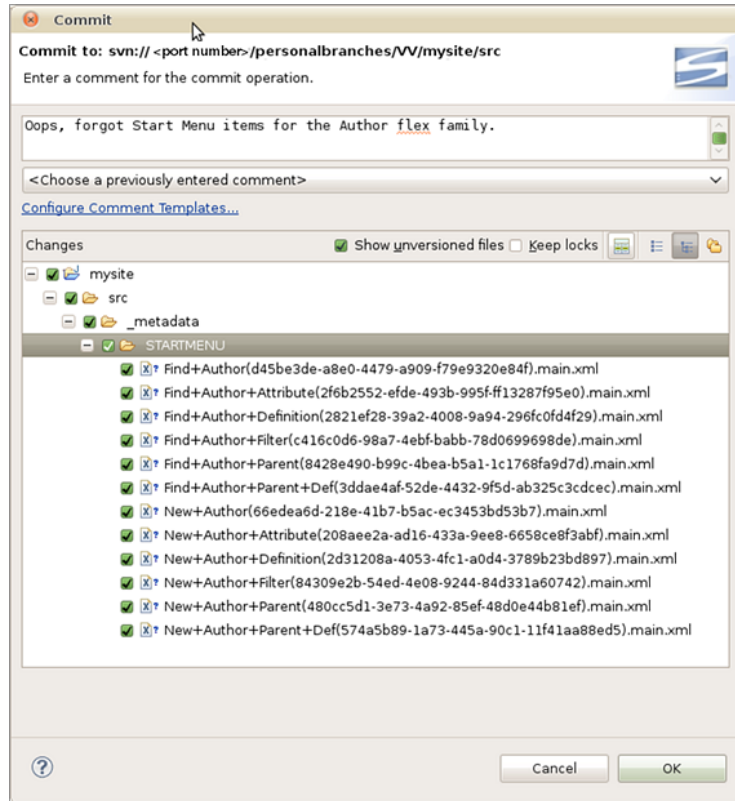 Commit
Commit to: svn:// <port number>/personalbranches/VV/mysite/src
Enter a comment for the commit operation.
Oops, forgot Start Menu items for the Author flex family.
<Choose a previously entered comment>
Configure Comment Templates...
Changes Show unversioned files Keep locks
mysite
src
_metadata
STARTMENU
Find+Author(d45be3de-a8e0-4479-a909-f79e9320e84f).main.xml
Find+Author+Attribute(2f6b2552-efde-493b-995f-ff13287f95e0).main.xml
Find+Author+Definition(2821ef28-39a2-4008-9a94-296fc0fd4f29).main.xml
Find+Author+Filter(c416c0d6-98a7-4ebf-babb-78d0699698de).main.xml
Find+Author+Parent(8428e490-b99c-4bea-b5a1-1c1768fa9d7d).main.xml
Find+Author+Parent+Def(3ddae4af-52de-4432-9f5d-ab325c3cdcec).main.xml
New+Author(66edea6d-218e-41b7-b5ac-ec3453bd53b7).main.xml
New+Author+Attribute(208aee2a-ad16-433a-9ee8-6658ce8f3abf).main.xml
New+Author+Definition(2d31208a-4053-4fc1-a0d4-3789b23bd897).main.xml
New+Author+Filter(84309e2b-54ed-4e08-9244-84d331a60742).main.xml
New+Author+Parent(480cc5d1-3e73-4a92-85ef-48d0e44b81ef).main.xml
New+Author+Parent+Def(574a5b89-1a73-445a-90c1-11f41aa88ed5).main.xml
Cancel OK